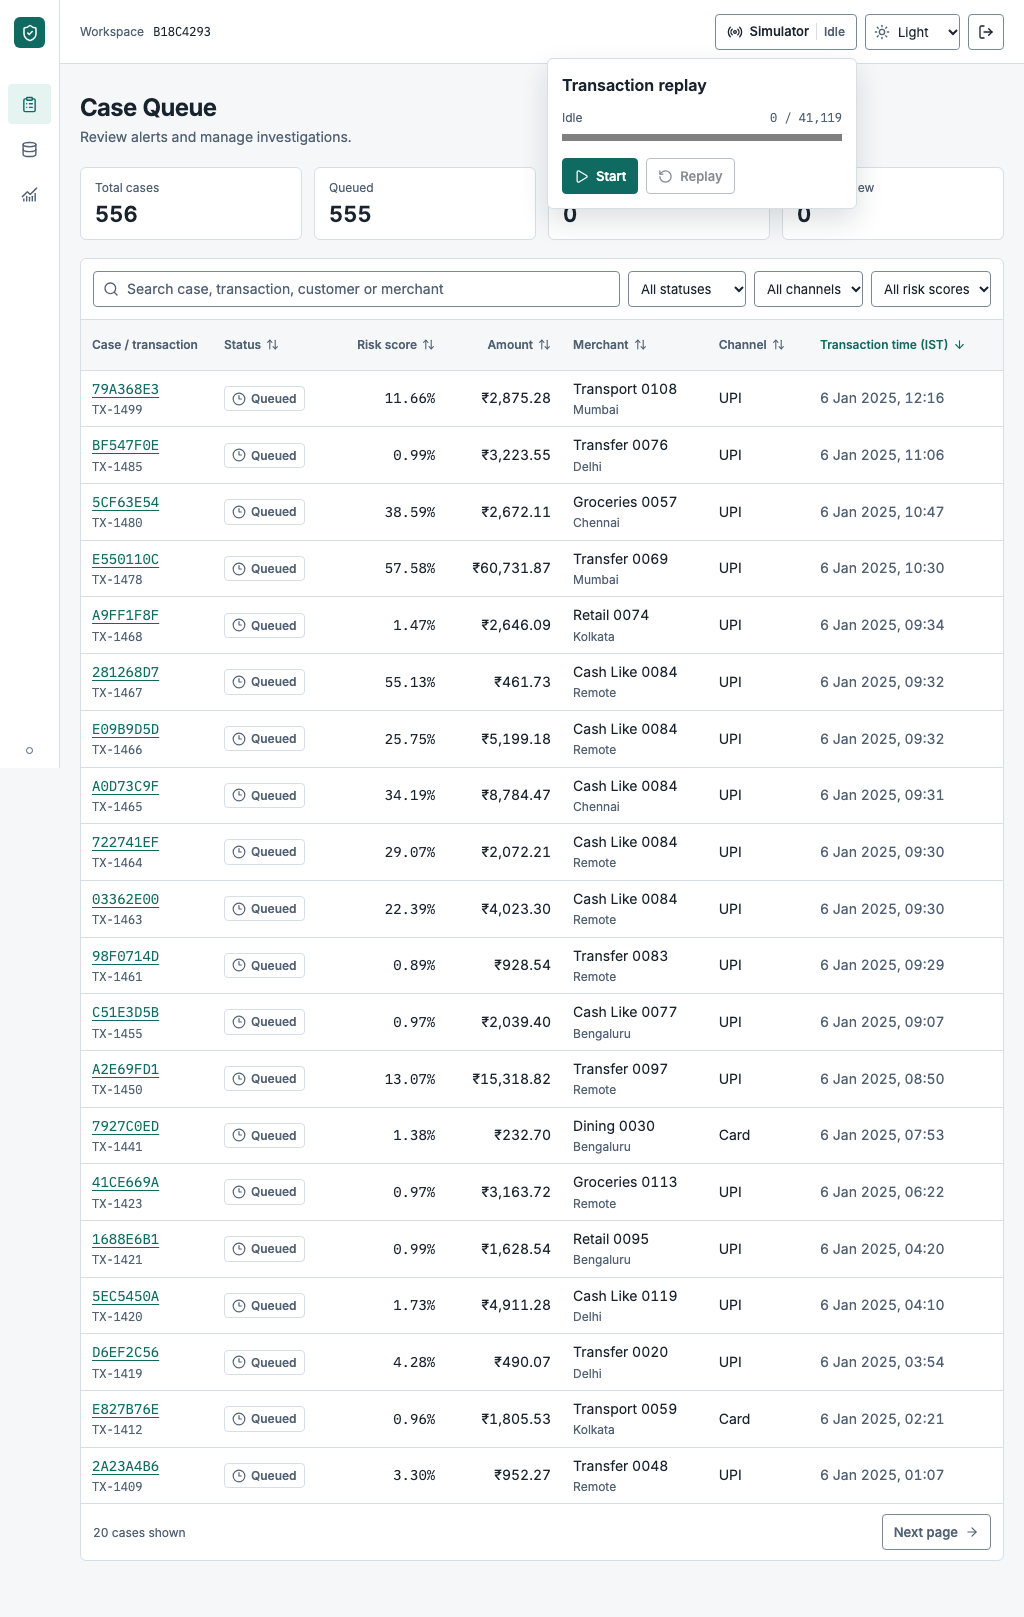 Workspace B18C4293
Simulator Idle
Light
Transaction replay
Idle 0 / 41,119
Start Replay
Case Queue
Review alerts and manage investigations.
Total cases Queued ew
556 555 0 0
Search case, transaction, customer or merchant All statuses All channels All risk scores
Case / transaction Status Risk score Amount Merchant Channel Transaction time (IST)
79A368E3 Queued 11.66% ₹2,875.28 Transport 0108 UPI 6 Jan 2025, 12:16
TX-1499 Mumbai
BF547F0E Queued 0.99% ₹3,223.55 Transfer 0076 UPI 6 Jan 2025, 11:06
TX-1485 Delhi
5CF63E54 Queued 38.59% ₹2,672.11 Groceries 0057 UPI 6 Jan 2025, 10:47
TX-1480 Chennai
E550110C Queued 57.58% ₹60,731.87 Transfer 0069 UPI 6 Jan 2025, 10:30
TX-1478 Mumbai
A9FF1F8F Queued 1.47% ₹2,646.09 Retail 0074 UPI 6 Jan 2025, 09:34
TX-1468 Kolkata
281268D7 Queued 55.13% ₹461.73 Cash Like 0084 UPI 6 Jan 2025, 09:32
TX-1467 Remote
E09B9D5D Queued 25.75% ₹5,199.18 Cash Like 0084 UPI 6 Jan 2025, 09:32
TX-1466 Remote
A0D73C9F Queued 34.19% ₹8,784.47 Cash Like 0084 UPI 6 Jan 2025, 09:31
TX-1465 Chennai
722741EF Queued 29.07% ₹2,072.21 Cash Like 0084 UPI 6 Jan 2025, 09:30
TX-1464 Remote
03362E00 Queued 22.39% ₹4,023.30 Cash Like 0084 UPI 6 Jan 2025, 09:30
TX-1463 Remote
98F0714D Queued 0.89% ₹928.54 Transfer 0083 UPI 6 Jan 2025, 09:29
TX-1461 Remote
C51E3D5B Queued 0.97% ₹2,039.40 Cash Like 0077 UPI 6 Jan 2025, 09:07
TX-1455 Bengaluru
A2E69FD1 Queued 13.07% ₹15,318.82 Transfer 0097 UPI 6 Jan 2025, 08:50
TX-1450 Remote
7927C0ED Queued 1.38% ₹232.70 Dining 0030 Card 6 Jan 2025, 07:53
TX-1441 Bengaluru
41CE669A Queued 0.97% ₹3,163.72 Groceries 0113 UPI 6 Jan 2025, 06:22
TX-1423 Remote
1688E6B1 Queued 0.99% ₹1,628.54 Retail 0095 UPI 6 Jan 2025, 04:20
TX-1421 Bengaluru
5EC5450A Queued 1.73% ₹4,911.28 Cash Like 0119 UPI 6 Jan 2025, 04:10
TX-1420 Delhi
D6EF2C56 Queued 4.28% ₹490.07 Transfer 0020 UPI 6 Jan 2025, 03:54
TX-1419 Delhi
E827B76E Queued 0.96% ₹1,805.53 Transport 0059 Card 6 Jan 2025, 02:21
TX-1412 Kolkata
2A23A4B6 Queued 3.30% ₹952.27 Transfer 0048 UPI 6 Jan 2025, 01:07
TX-1409 Remote
20 cases shown Next page